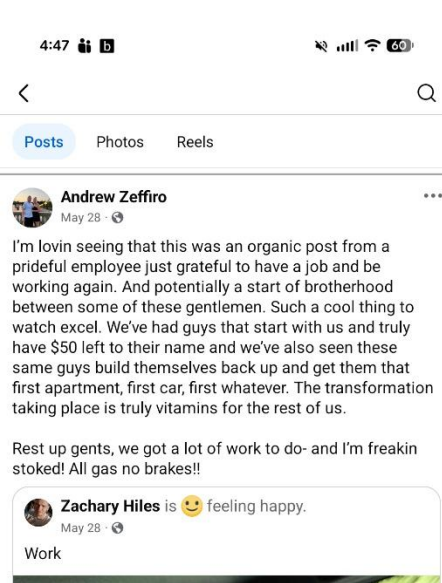 4:47 b 60
Posts Photos Reels
Andrew Zeffiro
May 28 ·
I'm lovin seeing that this was an organic post from a
prideful employee just grateful to have a job and be
working again. And potentially a start of brotherhood
between some of these gentlemen. Such a cool thing to
watch excel. We've had guys that start with us and truly
have $50 left to their name and we've also seen these
same guys build themselves back up and get them that
first apartment, first car, first whatever. The transformation
taking place is truly vitamins for the rest of us.
Rest up gents, we got a lot of work to do- and I'm freakin
stoked! All gas no brakes!!
Zachary Hiles is 🙂 feeling happy.
May 28 ·
Work